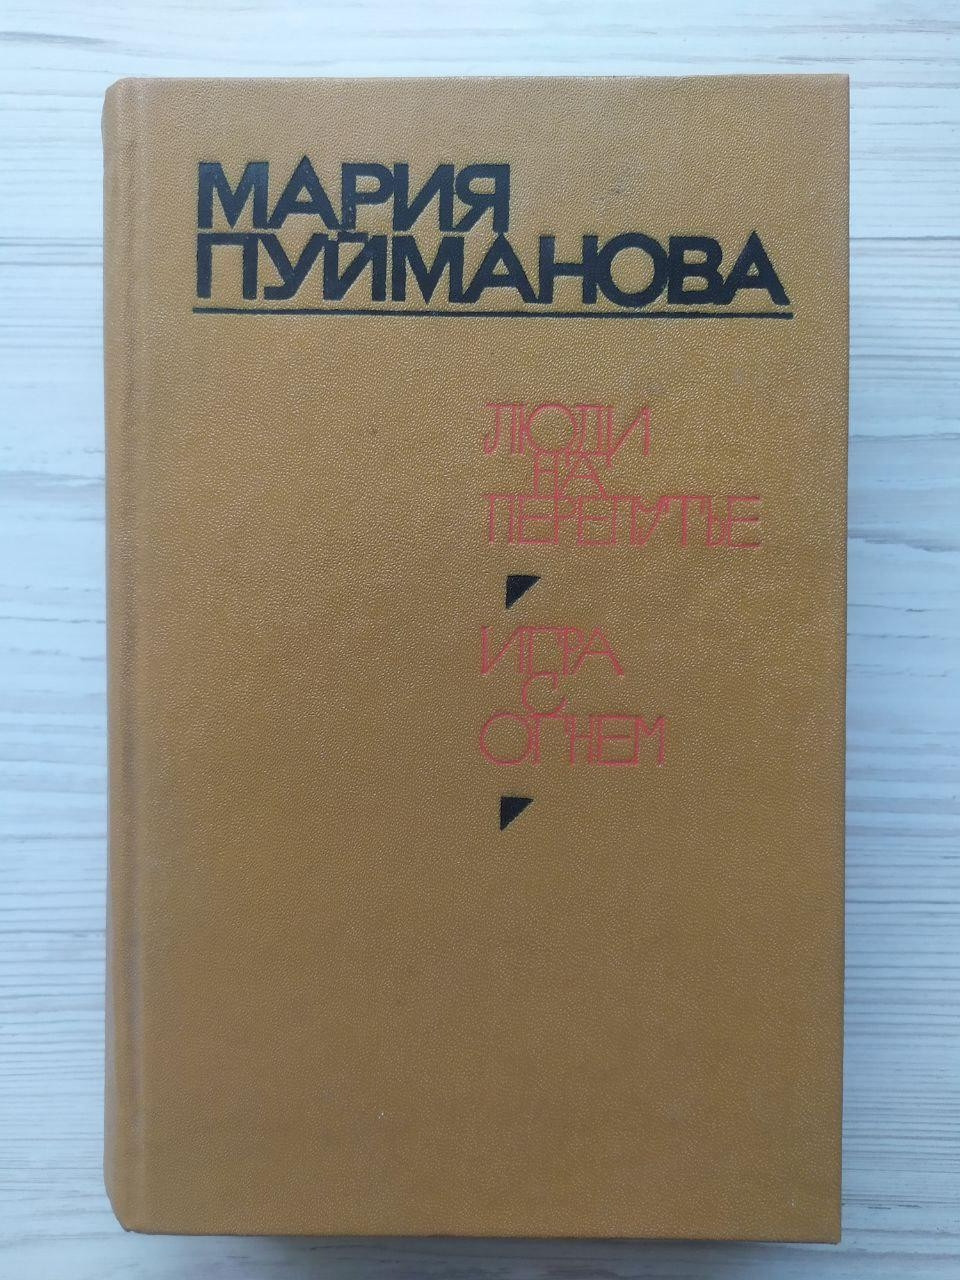 МАРИЯ
ПУЙМАНОВА
ЛЮДИ
НА
ПЕРЕПУТЬЕ
ИГРА
С
ОГНЕМ